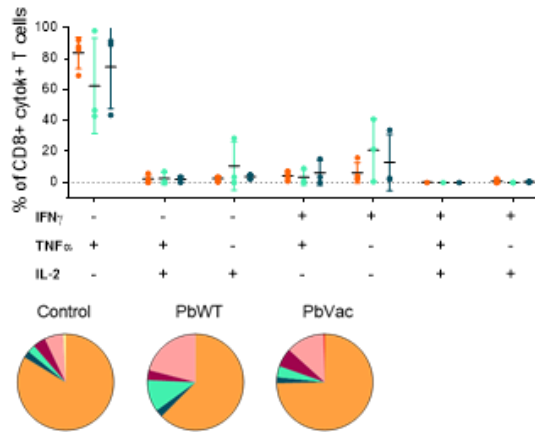 % of CD8+ cytok+ T cells
100
80
60
40
20
0
IFNγ - - - + + + +
TNFα + + - + - + -
IL-2 - + + - - + +
Control PbWT PbVac